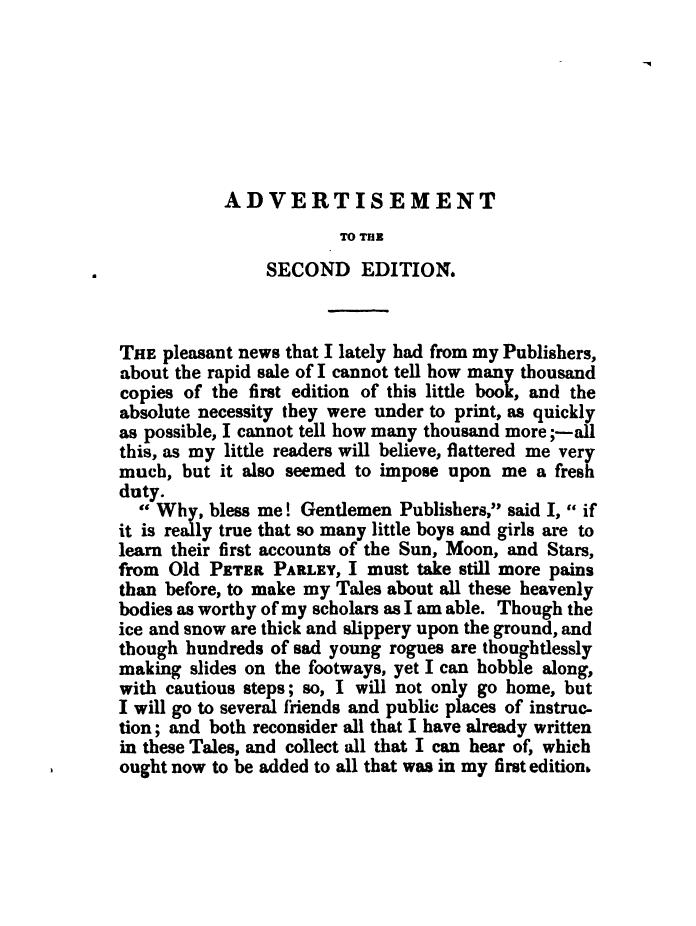 ADVERTISEMENT
TO THE
SECOND EDITION.
THE pleasant news that I lately had from my Publishers,
about the rapid sale of I cannot tell how many thousand
copies of the first edition of this little book, and the
absolute necessity they were under to print, as quickly
as possible, I cannot tell how many thousand more;—all
this, as my little readers will believe, flattered me very
much, but it also seemed to impose upon me a fresh
duty.
“ Why, bless me! Gentlemen Publishers,” said I, “ if
it is really true that so many little boys and girls are to
learn their first accounts of the Sun, Moon, and Stars,
from Old PETER PARLEY, I must take still more pains
than before, to make my Tales about all these heavenly
bodies as worthy of my scholars as I am able. Though the
ice and snow are thick and slippery upon the ground, and
though hundreds of sad young rogues are thoughtlessly
making slides on the footways, yet I can hobble along,
with cautious steps; so, I will not only go home, but
I will go to several friends and public places of instruc-
tion; and both reconsider all that I have already written
in these Tales, and collect all that I can hear of, which
ought now to be added to all that was in my first edition.